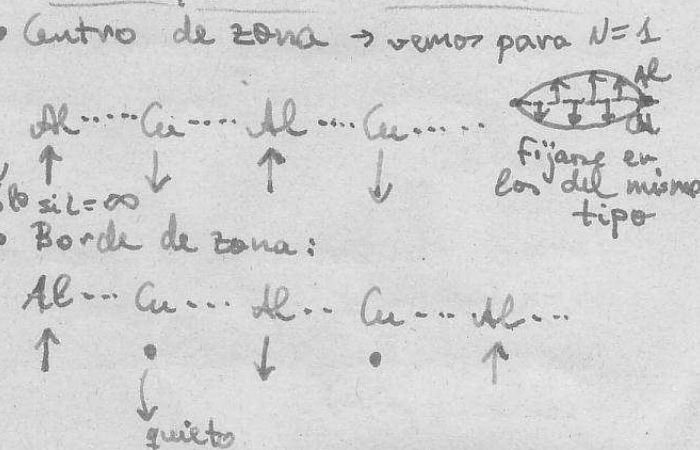 • Centro de zona → vemos para N=1
Al ..... Cu .... Al .... Cu ......
Al
Cu
↑ ↓ ↑ ↓
Fijarse en
los del mismo
tipo
si L=∞
• Borde de zona:
Al ... Cu ... Al .. Cu ... Al ...
↑ • ↓ • ↑
↓
quieto